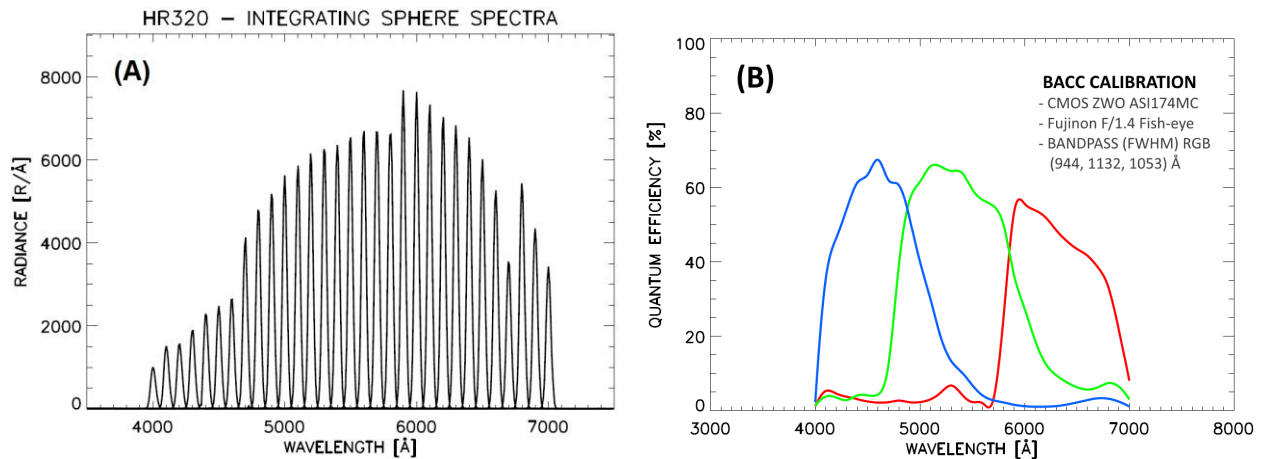 HR320 – INTEGRATING SPHERE SPECTRA
(A)
RADIANCE [R/Å]
8000
6000
4000
2000
0
4000 5000 6000 7000
WAVELENGTH [Å]
(B)
BACC CALIBRATION
- CMOS ZWO ASI174MC
- Fujinon F/1.4 Fish-eye
- BANDPASS (FWHM) RGB
(944, 1132, 1053) Å
QUANTUM EFFICIENCY [%]
100
80
60
40
20
0
3000 4000 5000 6000 7000 8000
WAVELENGTH [Å]